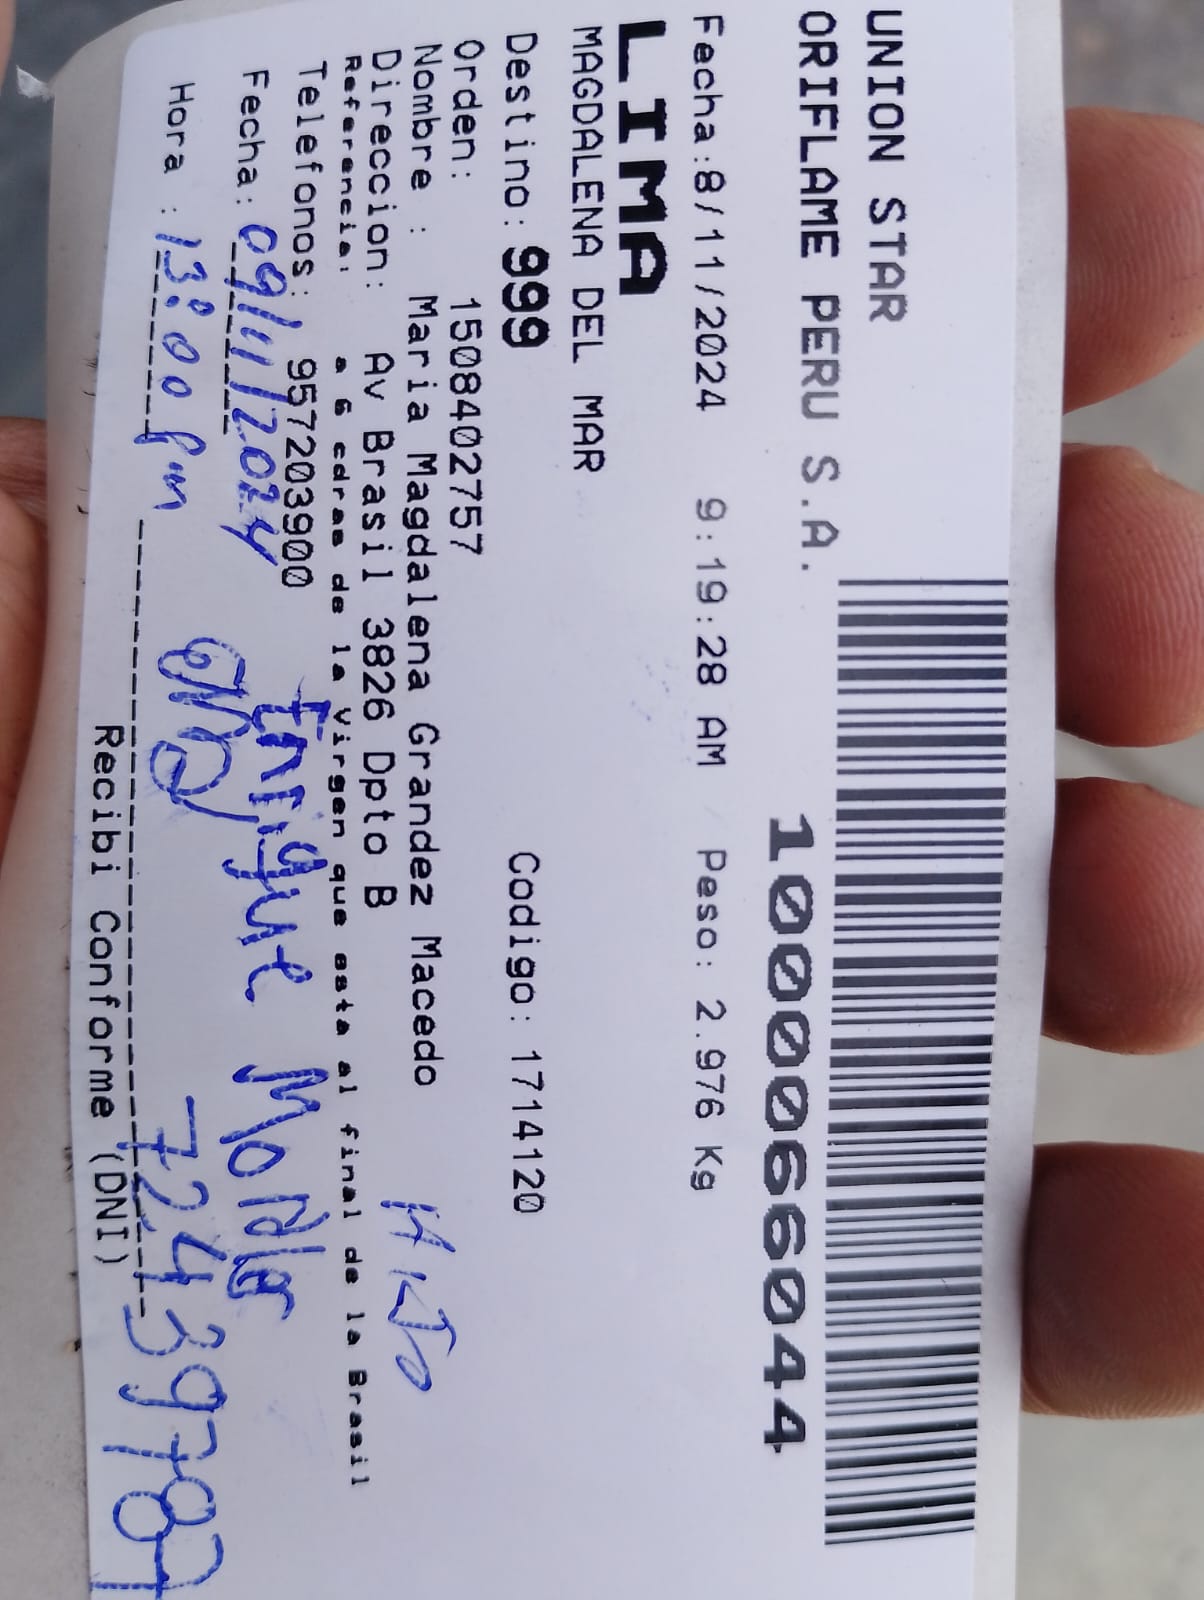 UNION STAR
ORIFLAME PERU S.A.
1000066044
Fecha:8/11/2024 9:19:28 AM Peso: 2.976 Kg
LIMA
MAGDALENA DEL MAR
Destino: 999 Codigo: 1714120
Orden: 1508402757
Nombre : Maria Magdalena Grandez Macedo
Direccion: Av Brasil 3826 Dpto B
Referencia: a 6 cdras de la Virgen que esta al final de la Brasil
Telefonos: 957203900
Fecha: 09/11/2024 Enrique
Hora : 13:00 pm
Recibi Conforme (DNI)